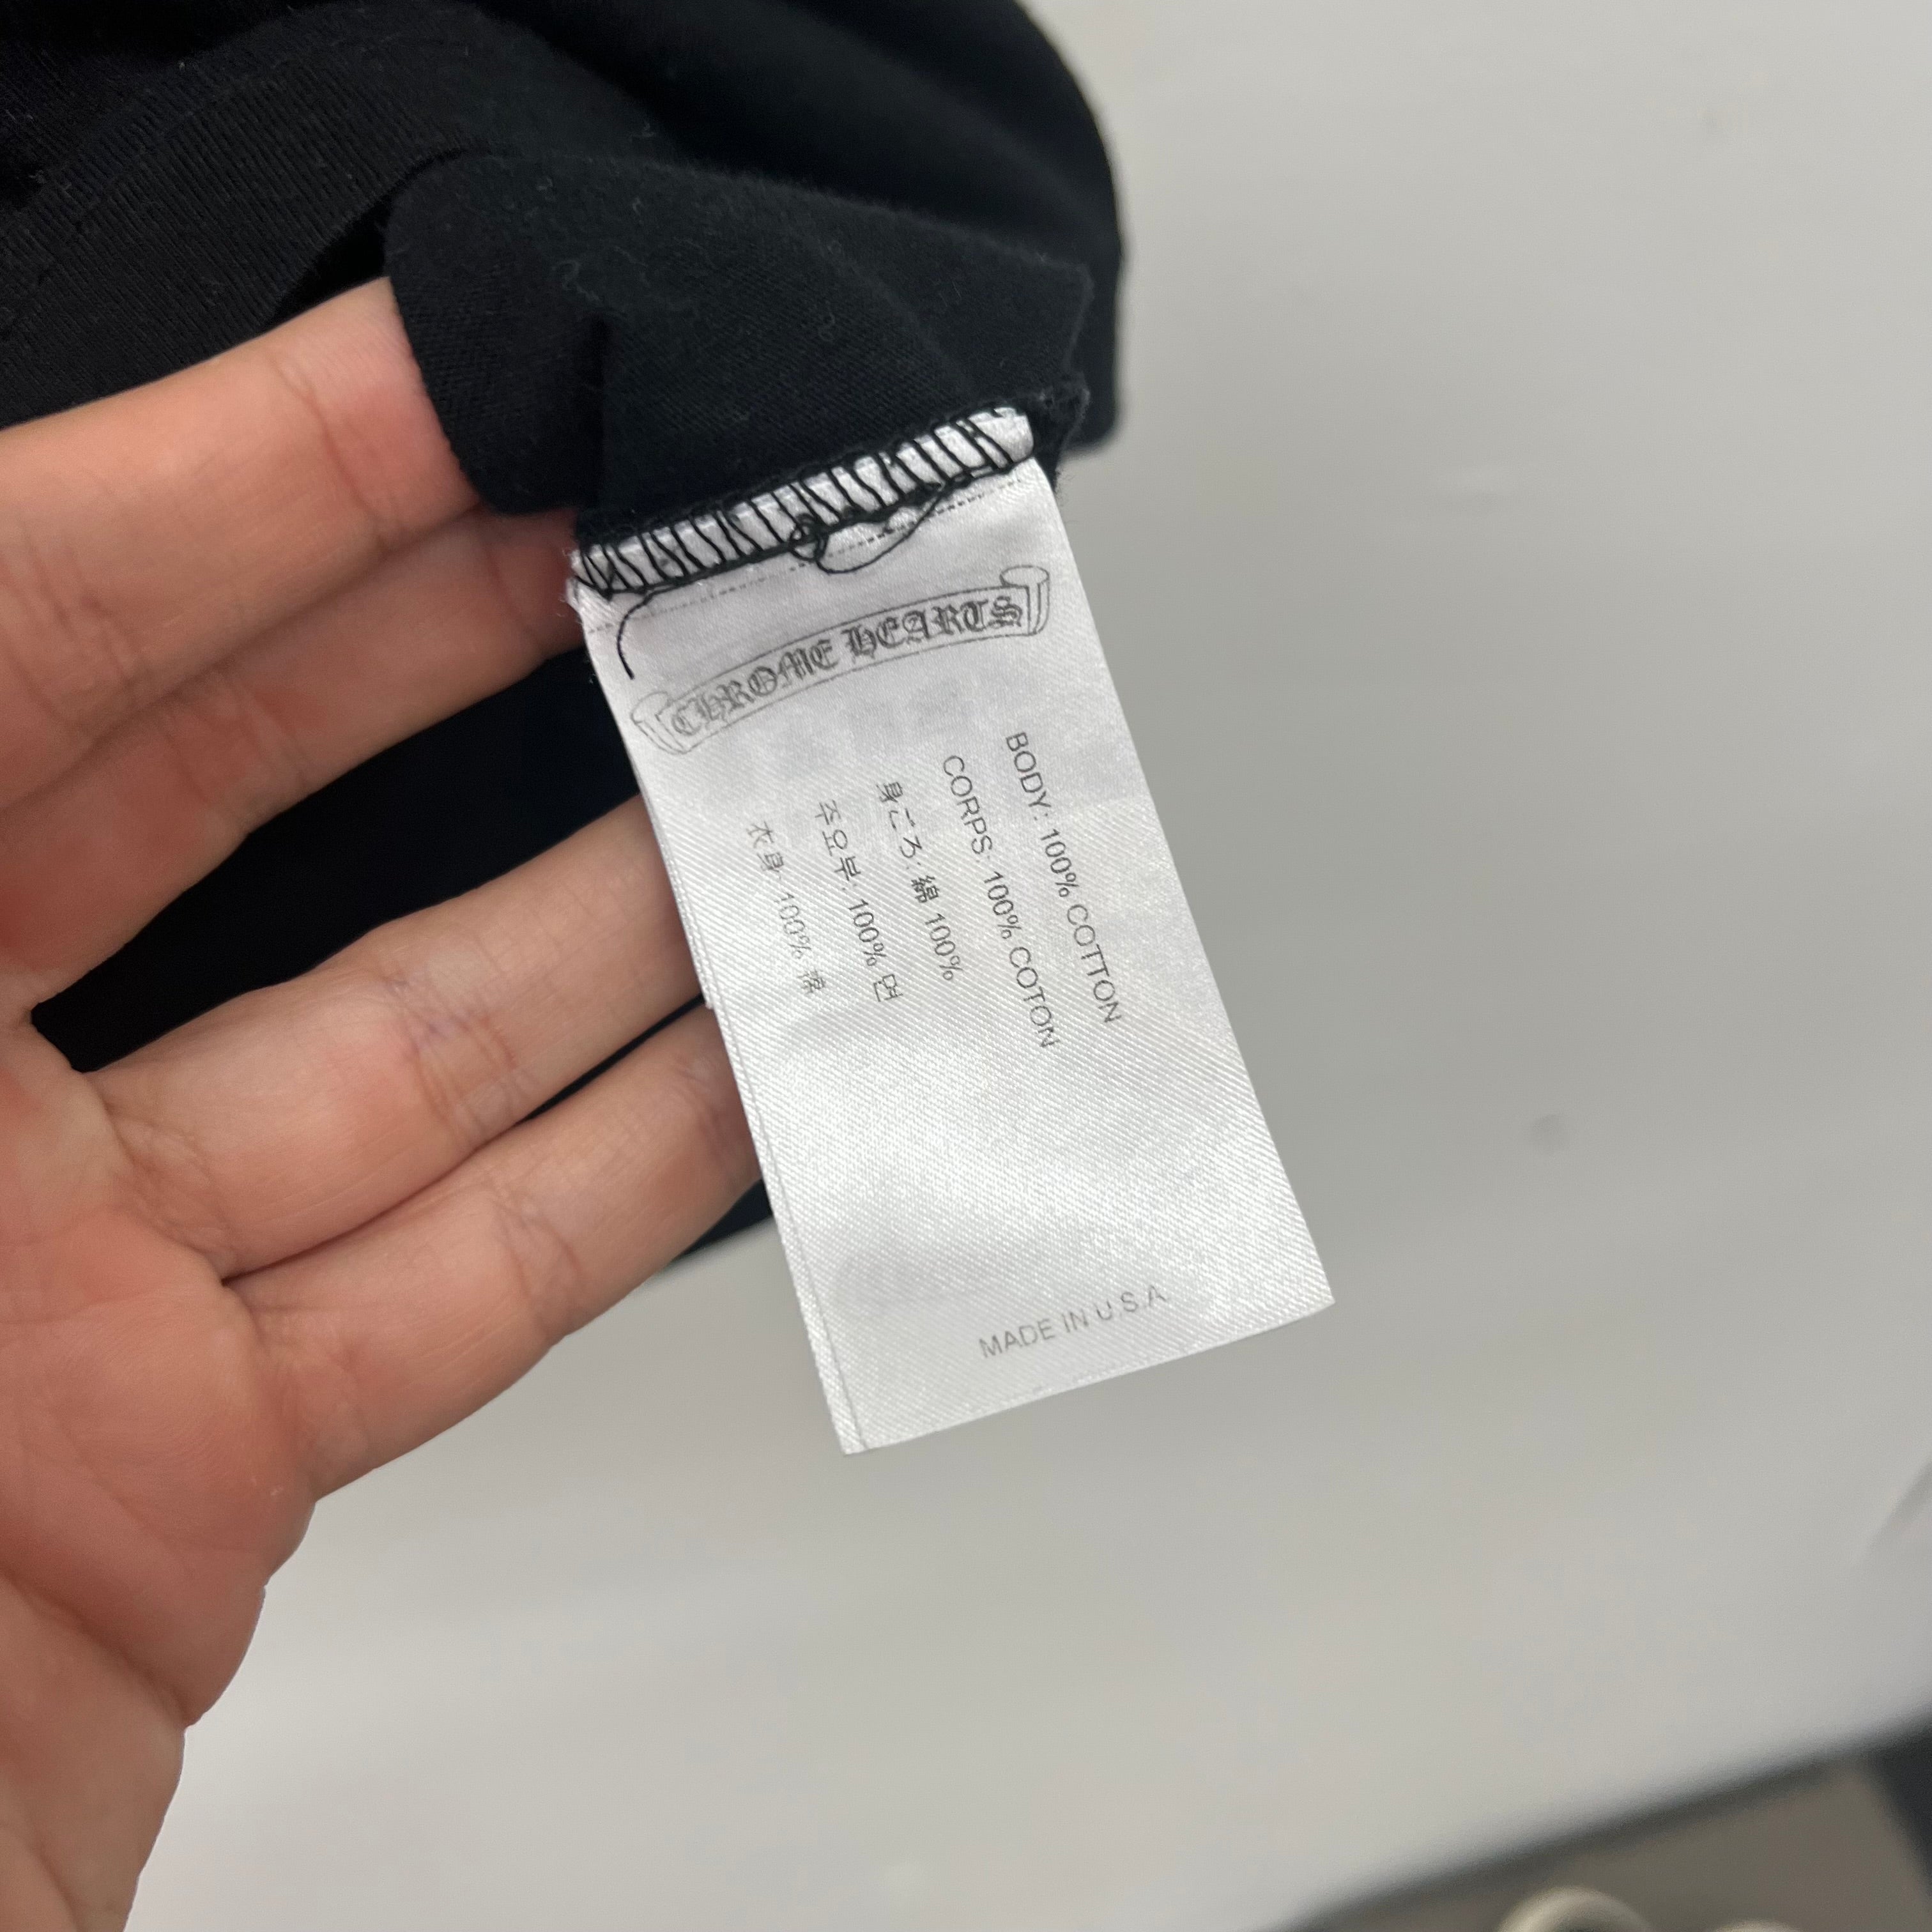 CHROME HEARTS
BODY: 100% COTTON
CORPS: 100% COTON
身ごろ: 綿 100%
주요부: 100% 면
衣身: 100% 棉
MADE IN U.S.A.